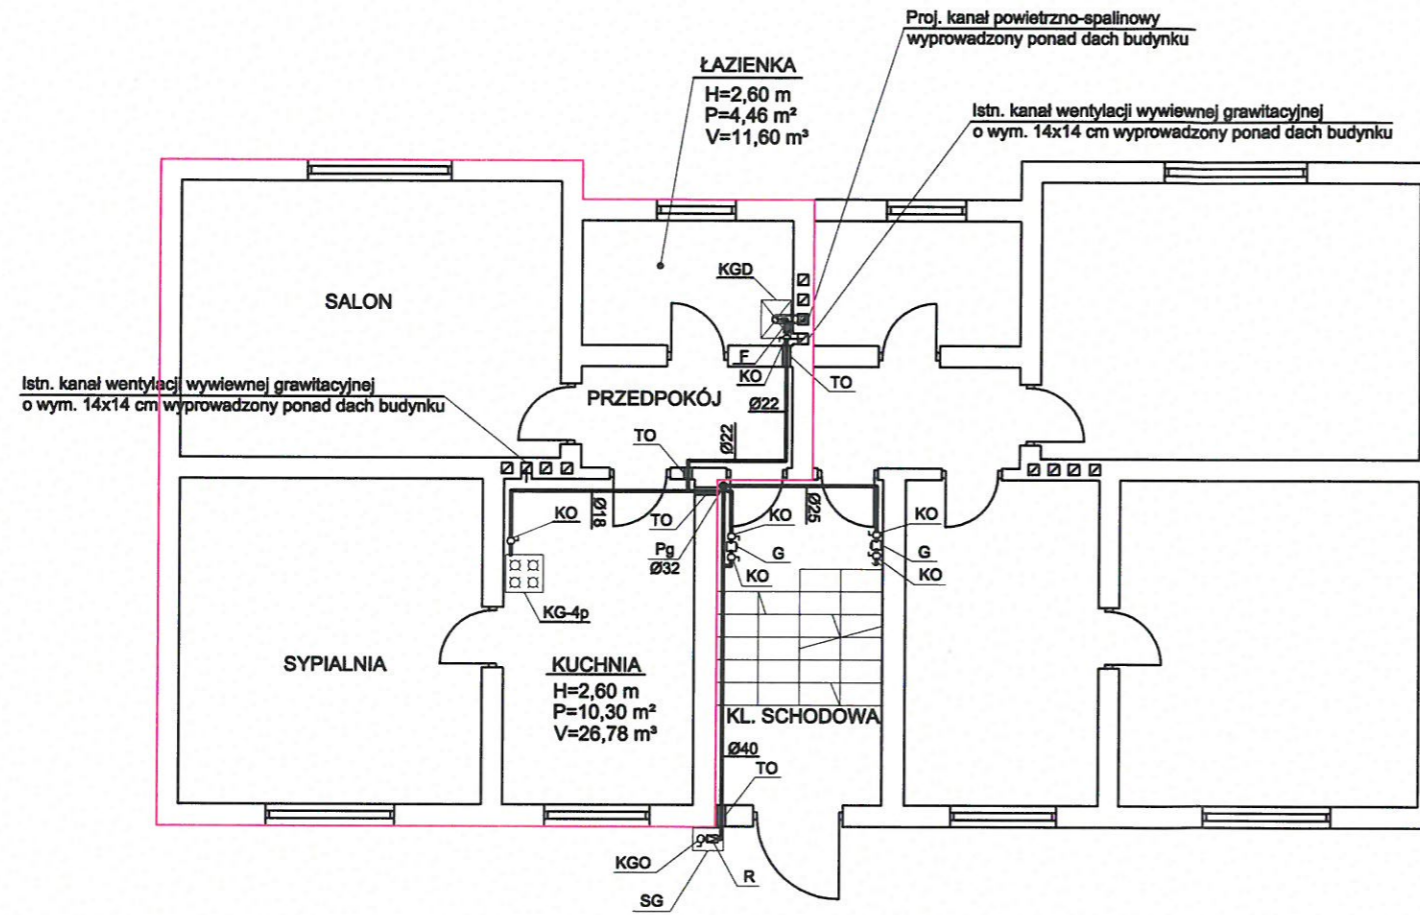 Proj. kanał powietrzno-spalinowy
wyprowadzony ponad dach budynku
ŁAZIENKA
H=2,60 m
P=4,46 m²
V=11,60 m³
Istn. kanał wentylacji wywiewnej grawitacyjnej
o wym. 14x14 cm wyprowadzony ponad dach budynku
KGD
SALON
F
KO
TO
Istn. kanał wentylacji wywiewnej grawitacyjnej
o wym. 14x14 cm wyprowadzony ponad dach budynku
PRZEDPOKÓJ
Ø22
Ø22
TO
Ø18
KO
TO
Pg
Ø32
KO
G
KO
Ø25
KO
G
KO
KG-4p
SYPIALNIA
KUCHNIA
H=2,60 m
P=10,30 m²
V=26,78 m³
KL. SCHODOWA
Ø40
TO
KGO
R
SG